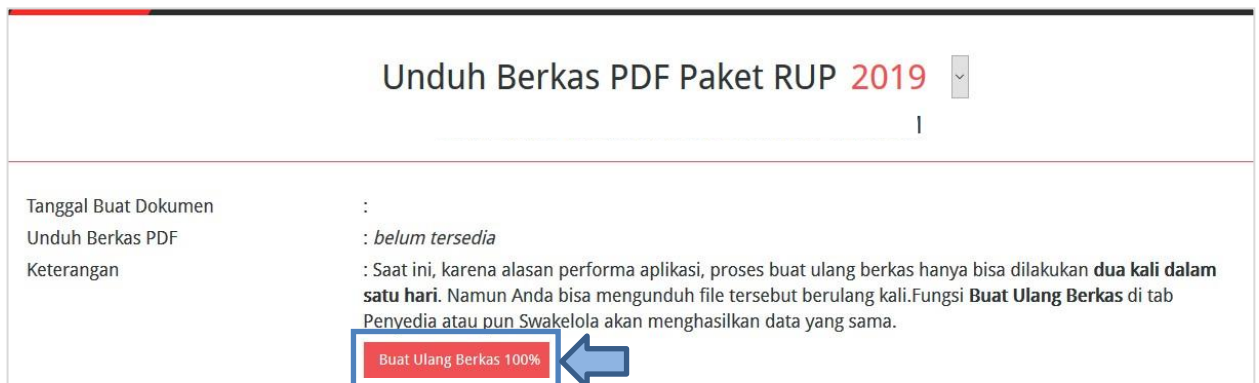 Unduh Berkas PDF Paket RUP 2019
Tanggal Buat Dokumen :
Unduh Berkas PDF : belum tersedia
Keterangan : Saat ini, karena alasan performa aplikasi, proses buat ulang berkas hanya bisa dilakukan dua kali dalam
satu hari. Namun Anda bisa mengunduh file tersebut berulang kali.Fungsi Buat Ulang Berkas di tab
Penyedia atau pun Swakelola akan menghasilkan data yang sama.
Buat Ulang Berkas 100%